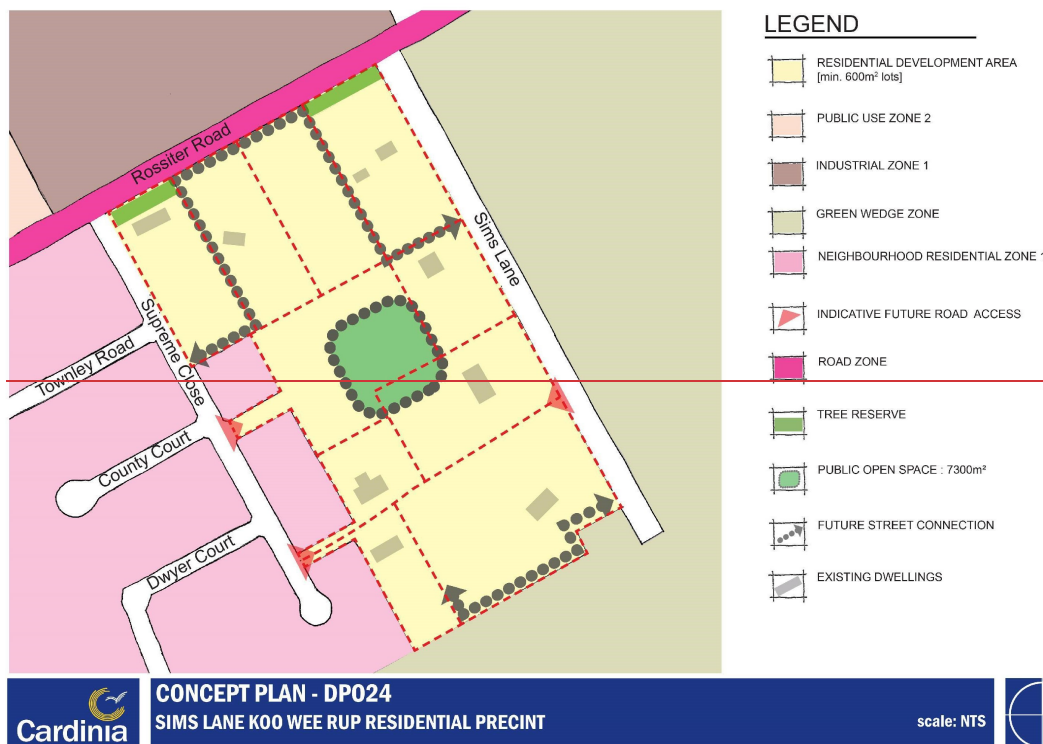 LEGEND
RESIDENTIAL DEVELOPMENT AREA
[min. 600m² lots]
PUBLIC USE ZONE 2
INDUSTRIAL ZONE 1
GREEN WEDGE ZONE
NEIGHBOURHOOD RESIDENTIAL ZONE 1
INDICATIVE FUTURE ROAD ACCESS
ROAD ZONE
TREE RESERVE
PUBLIC OPEN SPACE : 7300m²
FUTURE STREET CONNECTION
EXISTING DWELLINGS
Rossiter Road
Sims Lane
Supreme Close
Townley Road
County Court
Dwyer Court
Cardinia
CONCEPT PLAN - DPO24
SIMS LANE KOO WEE RUP RESIDENTIAL PRECINT
scale: NTS